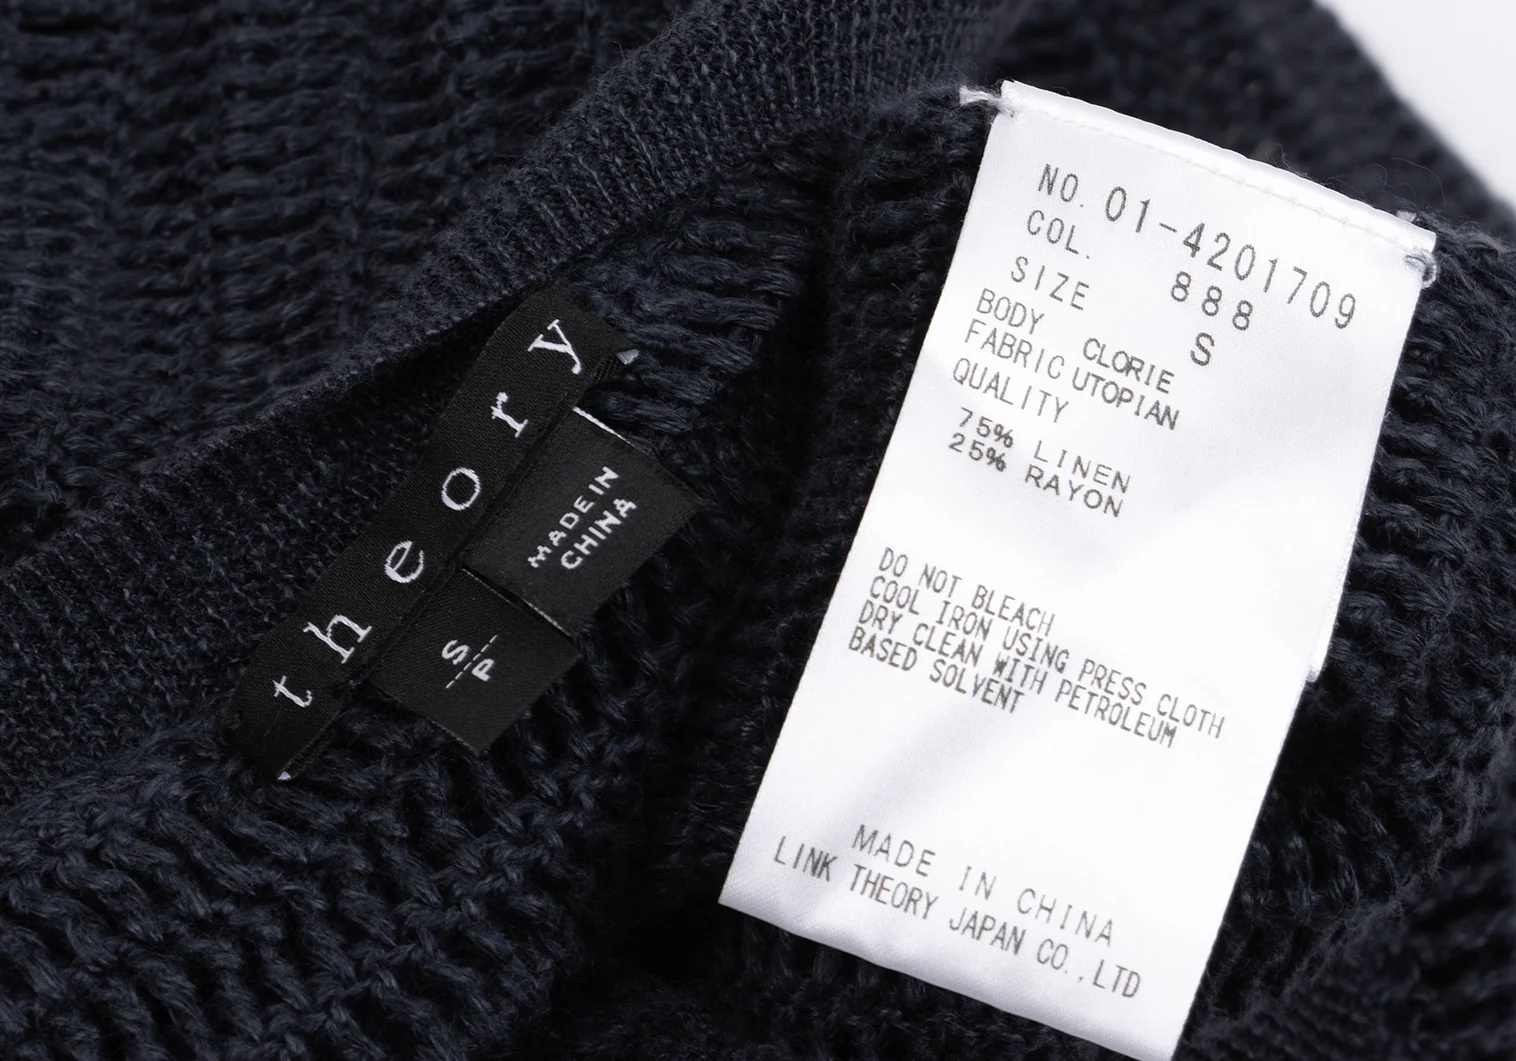 theory
MADE IN
CHINA
S
P
NO. 01-4201709
COL. 888
SIZE S
BODY CLORIE
FABRIC UTOPIAN
QUALITY
75% LINEN
25% RAYON
DO NOT BLEACH
COOL IRON USING PRESS CLOTH
DRY CLEAN WITH PETROLEUM
BASED SOLVENT
MADE IN CHINA
LINK THEORY JAPAN CO.,LTD